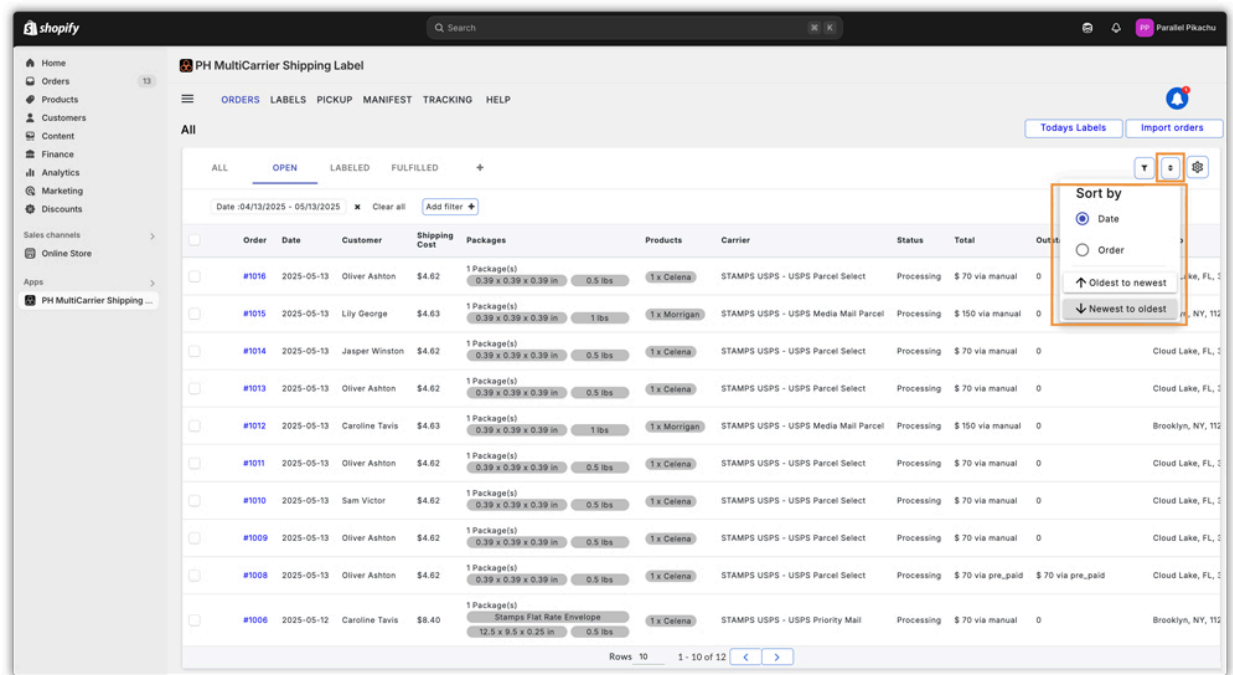 shopify
Search
⌘ K
PP Parallel Pikachu
Home
Orders 13
Products
Customers
Content
Finance
Analytics
Marketing
Discounts
Sales channels
Online Store
Apps
PH MultiCarrier Shipping ...
PH MultiCarrier Shipping Label
ORDERS LABELS PICKUP MANIFEST TRACKING HELP
All
Todays Labels Import orders
ALL OPEN LABELED FULFILLED +
Date :04/13/2025 - 05/13/2025 × Clear all Add filter +
Sort by
Date
Order
Oldest to newest
Newest to oldest
Order Date Customer Shipping Cost Packages Products Carrier Status Total
#1016 2025-05-13 Oliver Ashton $4.62 1 Package(s) 0.39 x 0.39 x 0.39 in 0.5 lbs 1 x Celena STAMPS USPS - USPS Parcel Select Processing $ 70 via manual 0
#1015 2025-05-13 Lily George $4.63 1 Package(s) 0.39 x 0.39 x 0.39 in 1 lbs 1 x Morrigan STAMPS USPS - USPS Media Mail Parcel Processing $ 150 via manual 0
#1014 2025-05-13 Jasper Winston $4.62 1 Package(s) 0.39 x 0.39 x 0.39 in 0.5 lbs 1 x Celena STAMPS USPS - USPS Parcel Select Processing $ 70 via manual 0 Cloud Lake, FL,
#1013 2025-05-13 Oliver Ashton $4.62 1 Package(s) 0.39 x 0.39 x 0.39 in 0.5 lbs 1 x Celena STAMPS USPS - USPS Parcel Select Processing $ 70 via manual 0 Cloud Lake, FL,
#1012 2025-05-13 Caroline Tavis $4.63 1 Package(s) 0.39 x 0.39 x 0.39 in 1 lbs 1 x Morrigan STAMPS USPS - USPS Media Mail Parcel Processing $ 150 via manual 0 Brooklyn, NY, 112
#1011 2025-05-13 Oliver Ashton $4.62 1 Package(s) 0.39 x 0.39 x 0.39 in 0.5 lbs 1 x Celena STAMPS USPS - USPS Parcel Select Processing $ 70 via manual 0 Cloud Lake, FL,
#1010 2025-05-13 Sam Victor $4.62 1 Package(s) 0.39 x 0.39 x 0.39 in 0.5 lbs 1 x Celena STAMPS USPS - USPS Parcel Select Processing $ 70 via manual 0 Cloud Lake, FL,
#1009 2025-05-13 Oliver Ashton $4.62 1 Package(s) 0.39 x 0.39 x 0.39 in 0.5 lbs 1 x Celena STAMPS USPS - USPS Parcel Select Processing $ 70 via manual 0 Cloud Lake, FL,
#1008 2025-05-13 Oliver Ashton $4.62 1 Package(s) 0.39 x 0.39 x 0.39 in 0.5 lbs 1 x Celena STAMPS USPS - USPS Parcel Select Processing $ 70 via pre_paid $ 70 via pre_paid Cloud Lake, FL,
#1006 2025-05-12 Caroline Tavis $8.40 1 Package(s) Stamps Flat Rate Envelope 12.5 x 9.5 x 0.25 in 0.5 lbs 1 x Celena STAMPS USPS - USPS Priority Mail Processing $ 70 via manual 0 Brooklyn, NY, 112
Rows 10 1 - 10 of 12